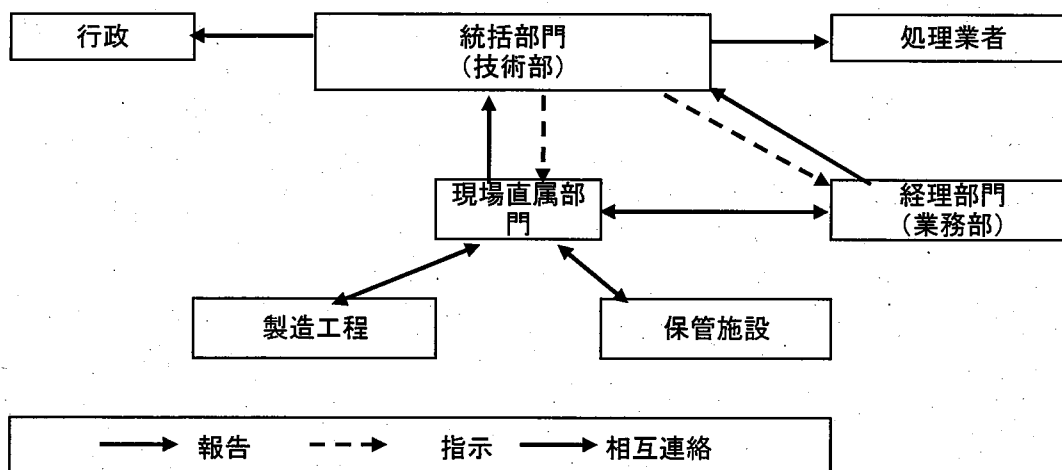 行政
統括部門
（技術部）
処理業者
現場直属部
門
経理部門
（業務部）
製造工程
保管施設
報告 指示 相互連絡